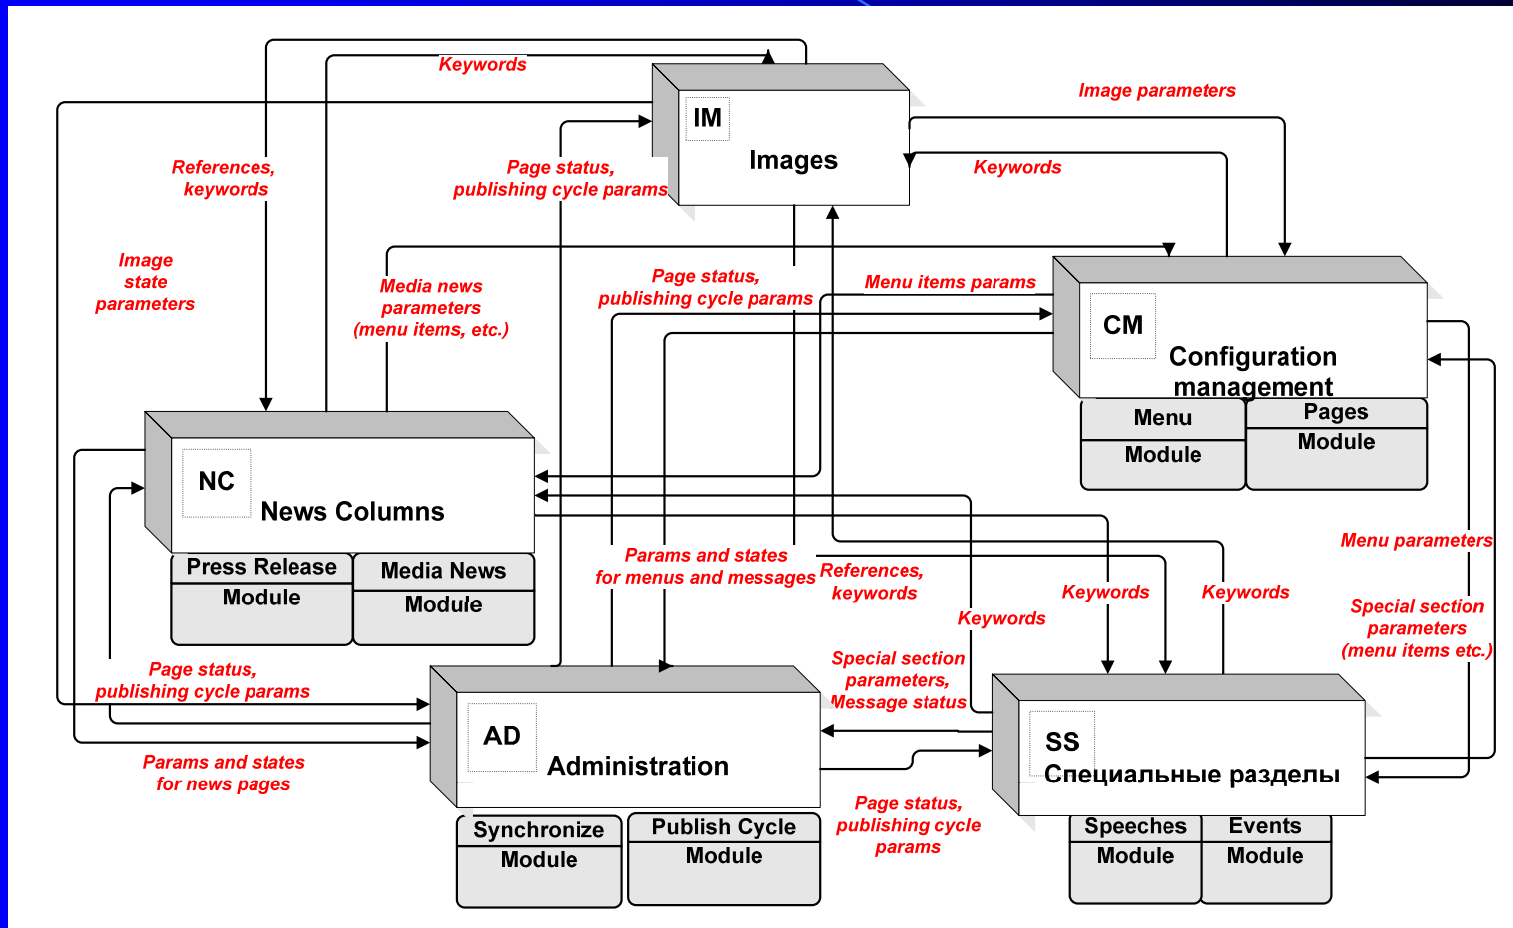 Keywords
IM
Images
Image parameters
References,
keywords
Page status,
publishing cycle params
Keywords
Image
state
parameters
Media news
parameters
(menu items, etc.)
Page status,
publishing cycle params
Menu items params
CM
Configuration
management
Menu
Module
Pages
Module
NC
News Columns
Press Release
Module
Media News
Module
Params and states
for menus and messages
References,
keywords
Keywords
Keywords
Keywords
Menu parameters
Special section
parameters
(menu items etc.)
Page status,
publishing cycle params
Special section
parameters,
Message status
AD
Administration
SS
Специальные разделы
Params and states
for news pages
Page status,
publishing cycle
params
Synchronize
Module
Publish Cycle
Module
Speeches
Module
Events
Module